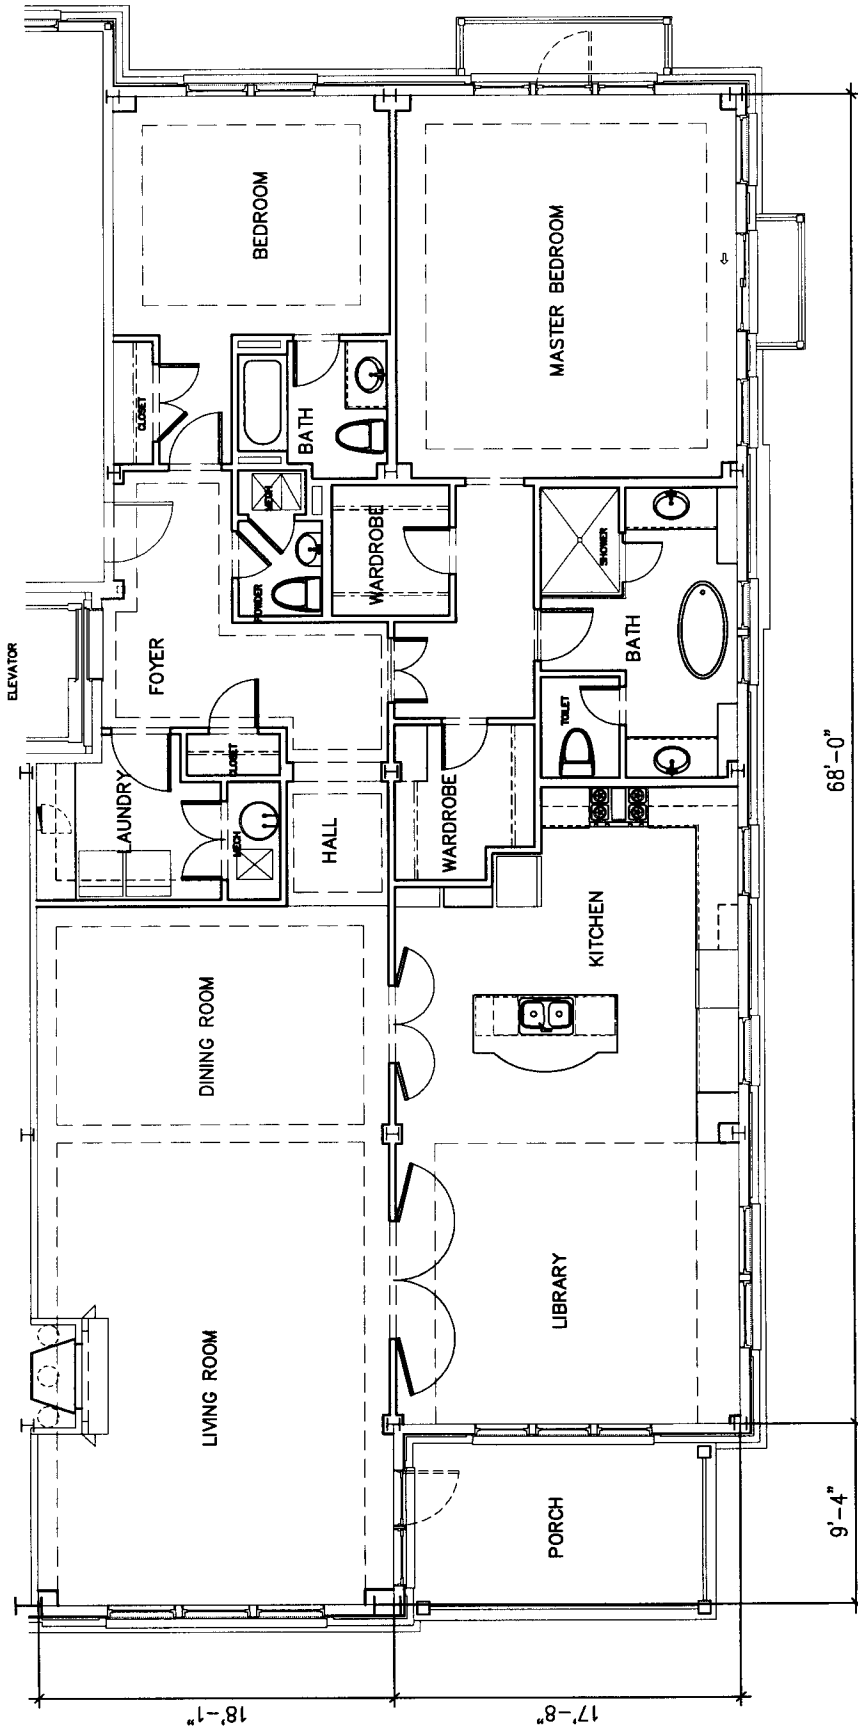 ELEVATOR
BEDROOM
MASTER BEDROOM
CLOSET
BATH
MECH
POWDER
WARDROBE
SHOWER
BATH
TOILET
FOYER
CLOSET
LAUNDRY
MECH
HALL
WARDROBE
KITCHEN
DINING ROOM
LIVING ROOM
LIBRARY
PORCH
68'-0"
9'-4"
18'-1"
17'-8"